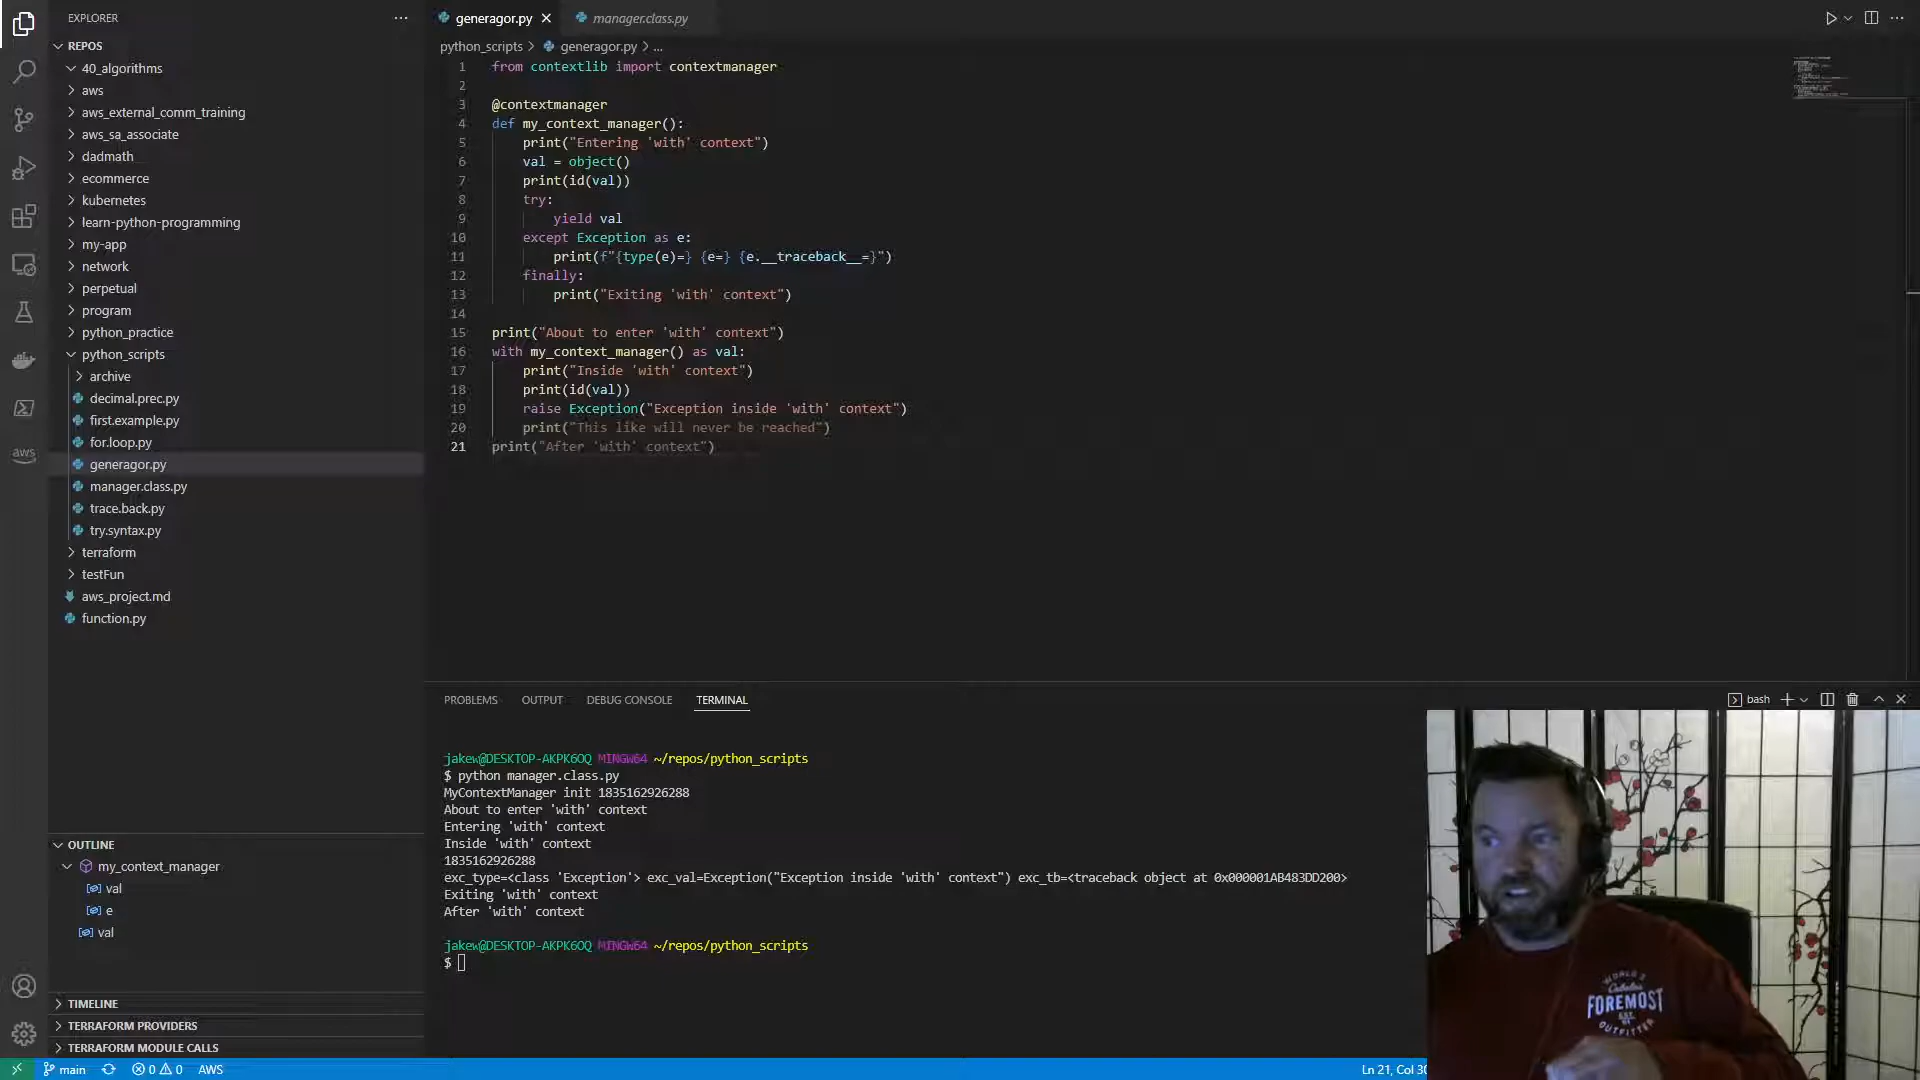 EXPLORER
REPOS
40_algorithms
aws
aws_external_comm_training
aws_sa_associate
dadmath
ecommerce
kubernetes
learn-python-programming
my-app
network
perpetual
program
python_practice
python_scripts
archive
decimal.prec.py
first.example.py
for.loop.py
generagor.py
manager.class.py
trace.back.py
try.syntax.py
terraform
testFun
aws_project.md
function.py
aws
OUTLINE
my_context_manager
val
e
val
TIMELINE
TERRAFORM PROVIDERS
TERRAFORM MODULE CALLS
generagor.py
manager.class.py
python_scripts > generagor.py > ...
1 from contextlib import contextmanager
2
3 @contextmanager
4 def my_context_manager():
5 print("Entering 'with' context")
6 val = object()
7 print(id(val))
8 try:
9 yield val
10 except Exception as e:
11 print(f"{type(e)=} {e=} {e.__traceback__=}")
12 finally:
13 print("Exiting 'with' context")
14
15 print("About to enter 'with' context")
16 with my_context_manager() as val:
17 print("Inside 'with' context")
18 print(id(val))
19 raise Exception("Exception inside 'with' context")
20 print("This like will never be reached")
21 print("After 'with' context")
PROBLEMS OUTPUT DEBUG CONSOLE TERMINAL
bash
jakew@DESKTOP-AKPK6OQ MINGW64 ~/repos/python_scripts
$ python manager.class.py
MyContextManager init 1835162926288
About to enter 'with' context
Entering 'with' context
Inside 'with' context
1835162926288
exc_type=<class 'Exception'> exc_val=Exception("Exception inside 'with' context") exc_tb=<traceback object at 0x000001AB483DD200>
Exiting 'with' context
After 'with' context
jakew@DESKTOP-AKPK6OQ MINGW64 ~/repos/python_scripts
$
Cabela's
FOREMOST
OUTFITTER
main 0 0 AWS
Ln 21, Col 30